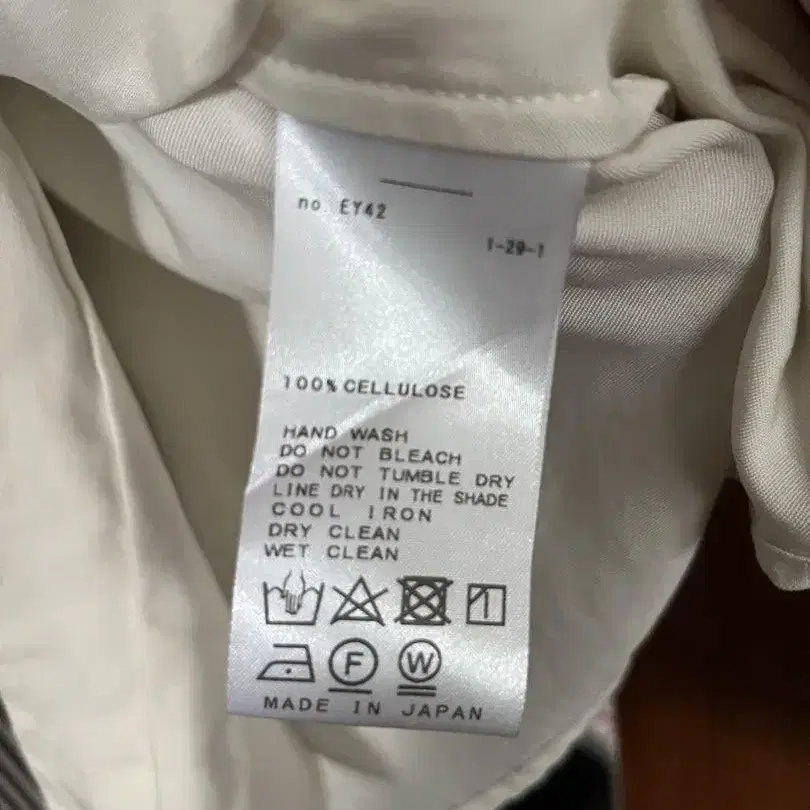 no. EY42
1-29-1
100% CELLULOSE
HAND WASH
DO NOT BLEACH
DO NOT TUMBLE DRY
LINE DRY IN THE SHADE
COOL IRON
DRY CLEAN
WET CLEAN
F W
MADE IN JAPAN